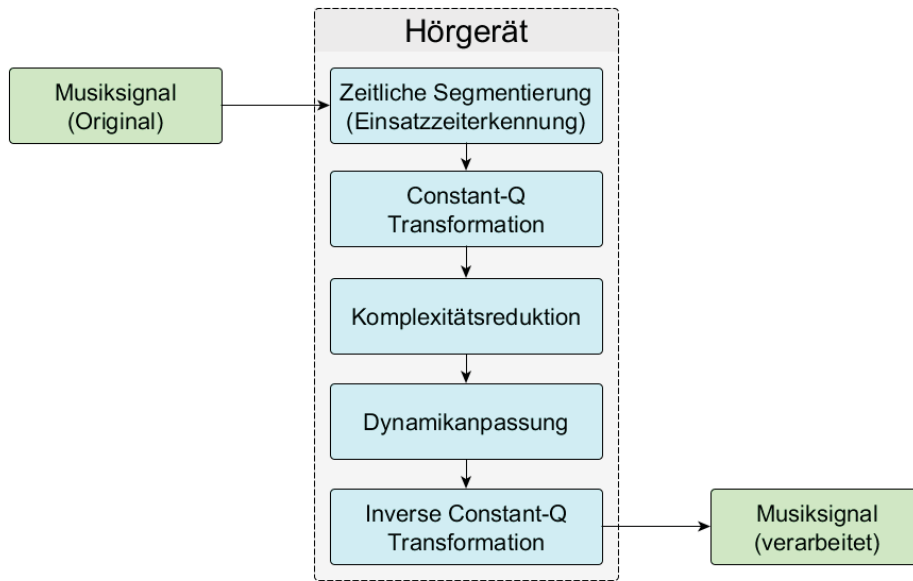 Hörgerät
Musiksignal
(Original)
Zeitliche Segmentierung
(Einsatzzeiterkennung)
Constant-Q
Transformation
Komplexitätsreduktion
Dynamikanpassung
Inverse Constant-Q
Transformation
Musiksignal
(verarbeitet)